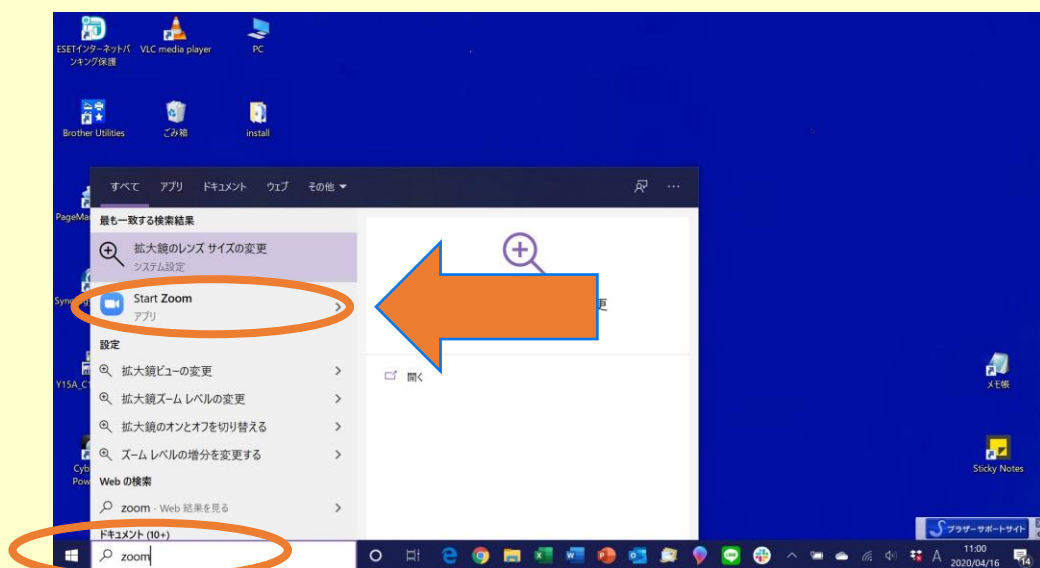 ESETインターネットバンキング保護
VLC media player
PC
Brother Utilities
ごみ箱
install
すべて アプリ ドキュメント ウェブ その他
PageMa
最も一致する検索結果
拡大鏡のレンズ サイズの変更
システム設定
Start Zoom
アプリ
更
設定
拡大鏡ビューの変更
開く
Y15A_C
拡大鏡ズーム レベルの変更
メモ帳
拡大鏡のオンとオフを切り替える
ズーム レベルの増分を変更する
Cyb
Pow
Sticky Notes
Web の検索
zoom - Web 結果を見る
ドキュメント (10+)
ブラザーサポートサイト
zoom
A
11:00
2020/04/16
14